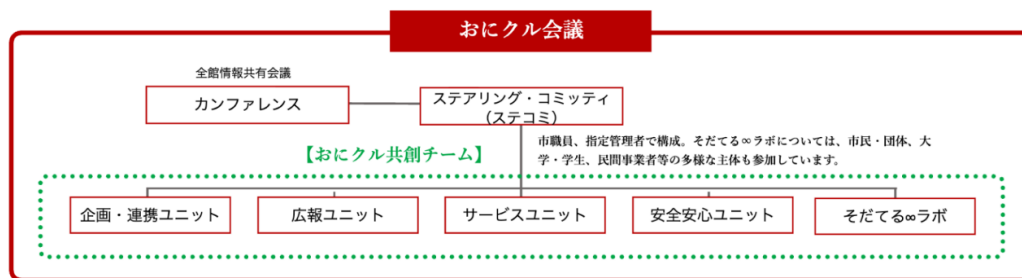 おにクル会議
全館情報共有会議
カンファレンス
ステアリング・コミッティ
（ステコミ）
市職員、指定管理者で構成。そだてる∞ラボについては、市民・団体、大
学・学生、民間事業者等の多様な主体も参加しています。
【おにクル共創チーム】
企画・連携ユニット
広報ユニット
サービスユニット
安全安心ユニット
そだてる∞ラボ